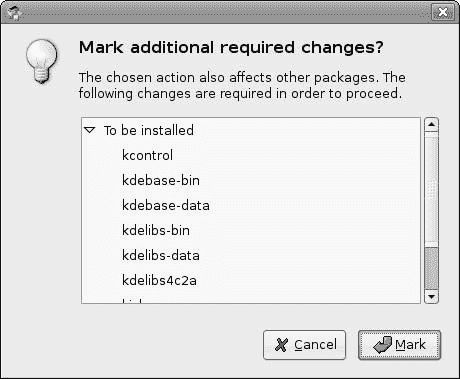 Mark additional required changes?
The chosen action also affects other packages. The
following changes are required in order to proceed.
To be installed
kcontrol
kdebase-bin
kdebase-data
kdelibs-bin
kdelibs-data
kdelibs4c2a
Cancel
Mark